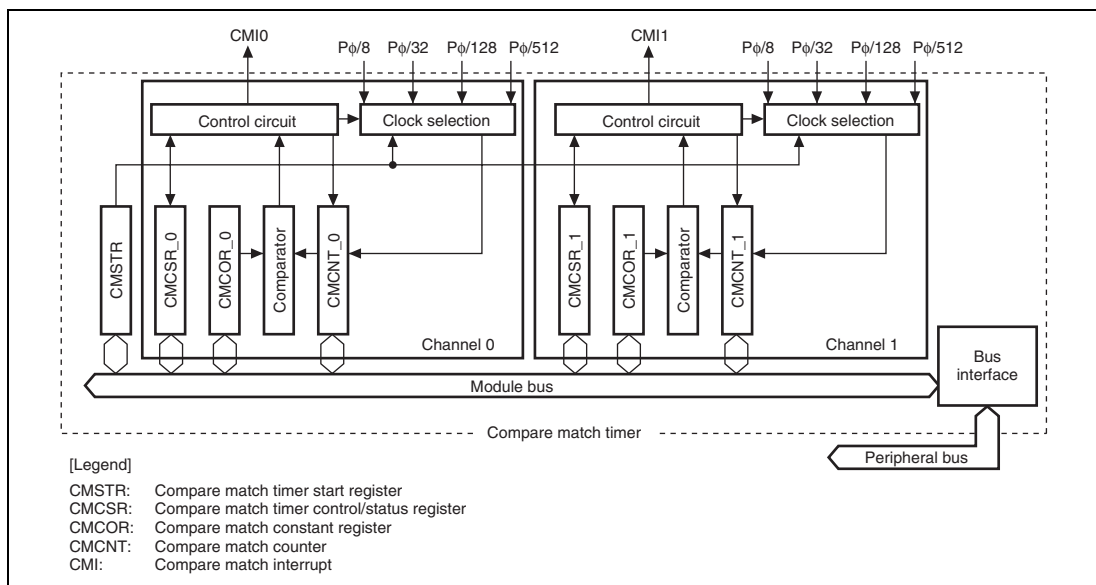 CMI0
Pϕ/8
Pϕ/32
Pϕ/128
Pϕ/512
CMI1
Pϕ/8
Pϕ/32
Pϕ/128
Pϕ/512
Control circuit
Clock selection
Control circuit
Clock selection
CMSTR
CMCSR_0
CMCOR_0
Comparator
CMCNT_0
CMCSR_1
CMCOR_1
Comparator
CMCNT_1
Channel 0
Channel 1
Bus
interface
Module bus
Compare match timer
Peripheral bus
[Legend]
CMSTR: Compare match timer start register
CMCSR: Compare match timer control/status register
CMCOR: Compare match constant register
CMCNT: Compare match counter
CMI: Compare match interrupt